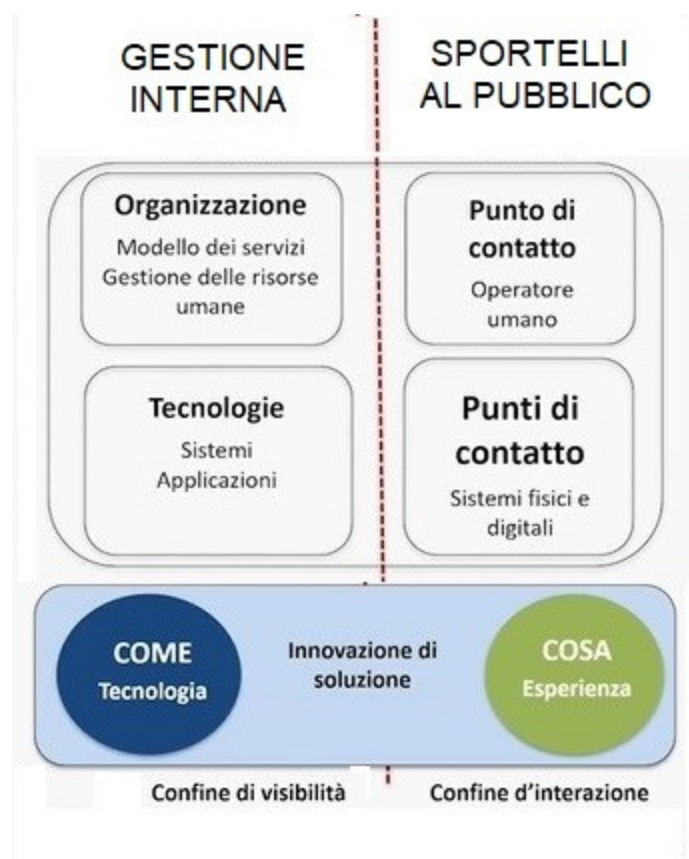 GESTIONE
INTERNA
SPORTELLI
AL PUBBLICO
Organizzazione
Modello dei servizi
Gestione delle risorse
umane
Punto di
contatto
Operatore
umano
Tecnologie
Sistemi
Applicazioni
Punti di
contatto
Sistemi fisici e
digitali
COME
Tecnologia
Innovazione di
soluzione
COSA
Esperienza
Confine di visibilità
Confine d'interazione